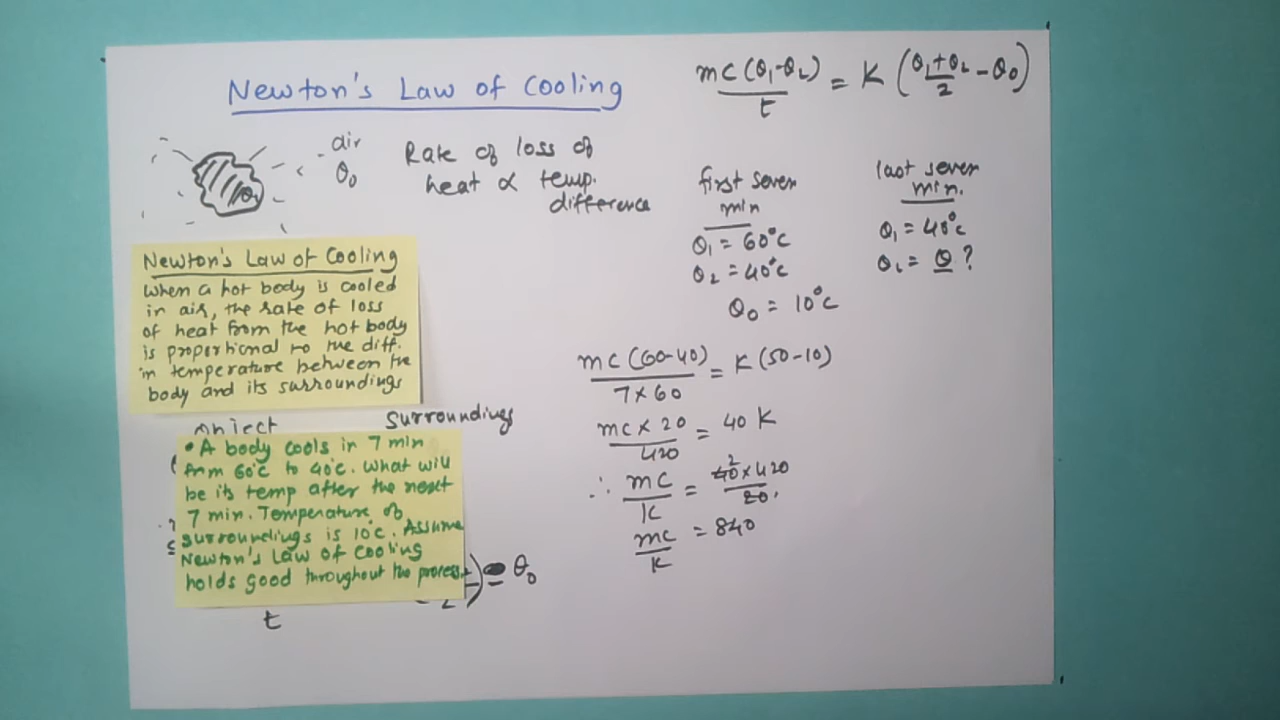 Newton's Law of Cooling
air
θ₀
Rate of loss of
heat ∝ temp.
difference
Newton's Law of Cooling
When a hot body is cooled
in air, the rate of loss
of heat from the hot body
is proportional to the diff.
in temperature between the
body and its surroundings
object
surroundings
• A body cools in 7 min
from 60°C to 40°C. What will
be its temp after the next
7 min. Temperature of
surroundings is 10°C. Assume
Newton's Law of Cooling
holds good throughout the process.
) - θ₀
2
t
mc(θ₁-θ₂)/t = K((θ₁+θ₂)/2 - θ₀)
first seven
min
θ₁ = 60°C
θ₂ = 40°C
last seven
min.
θ₁ = 40°C
θ₂ = θ ?
θ₀ = 10°C
mc(60-40)/7×60 = K(50-10)
mc×20/420 = 40 K
∴ mc/K = 40 2×420/20.
mc/K = 840